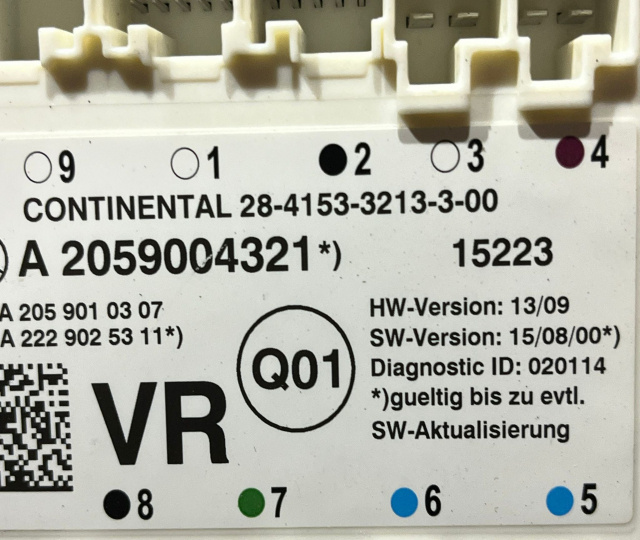 9 1 2 3 4
CONTINENTAL 28-4153-3213-3-00
A 2059004321*) 15223
A 205 901 03 07
A 222 902 53 11*)
HW-Version: 13/09
SW-Version: 15/08/00*)
Diagnostic ID: 020114
*)gueltig bis zu evtl.
SW-Aktualisierung
Q01
VR
8 7 6 5